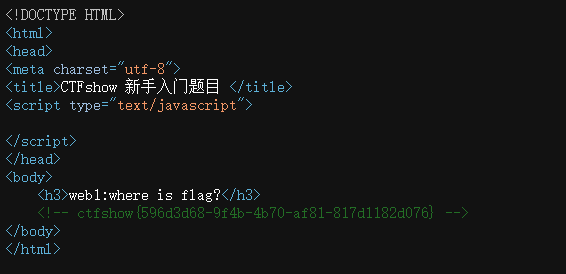 <!DOCTYPE HTML>
<html>
<head>
<meta charset="utf-8">
<title>CTFshow 新手入门题目 </title>
<script type="text/javascript">
</script>
</head>
<body>
<h3>web1:where is flag?</h3>
<!-- ctfshow{596d3d68-9f4b-4b70-af81-817d1182d076} -->
</body>
</html>